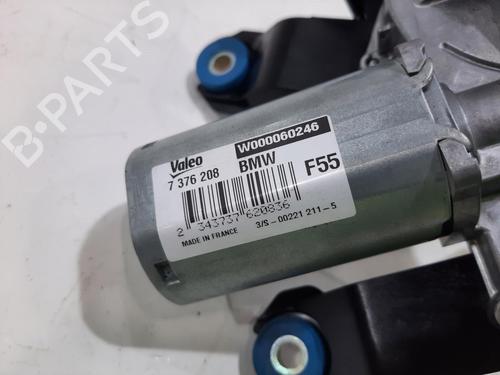 Valeo
W000060246
7 376 208
BMW
F55
2 343737 620836
MADE IN FRANCE
3/S-00221 211-5
B-PARTS